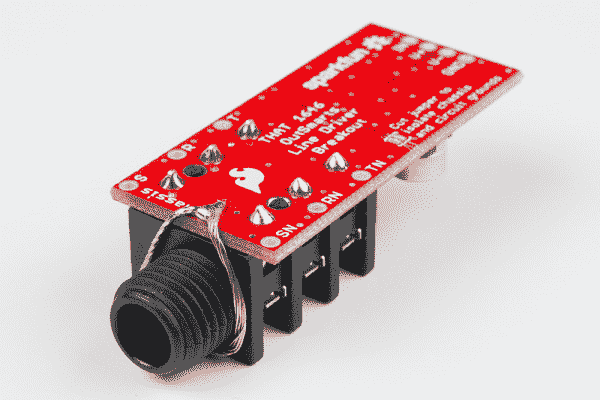 sparkfun
THAT 1646
OutSmarts
Line Driver
Breakout
Cut jumper to
isolate chassis
and circuit grounds
T
R
S
TN
RN
SN